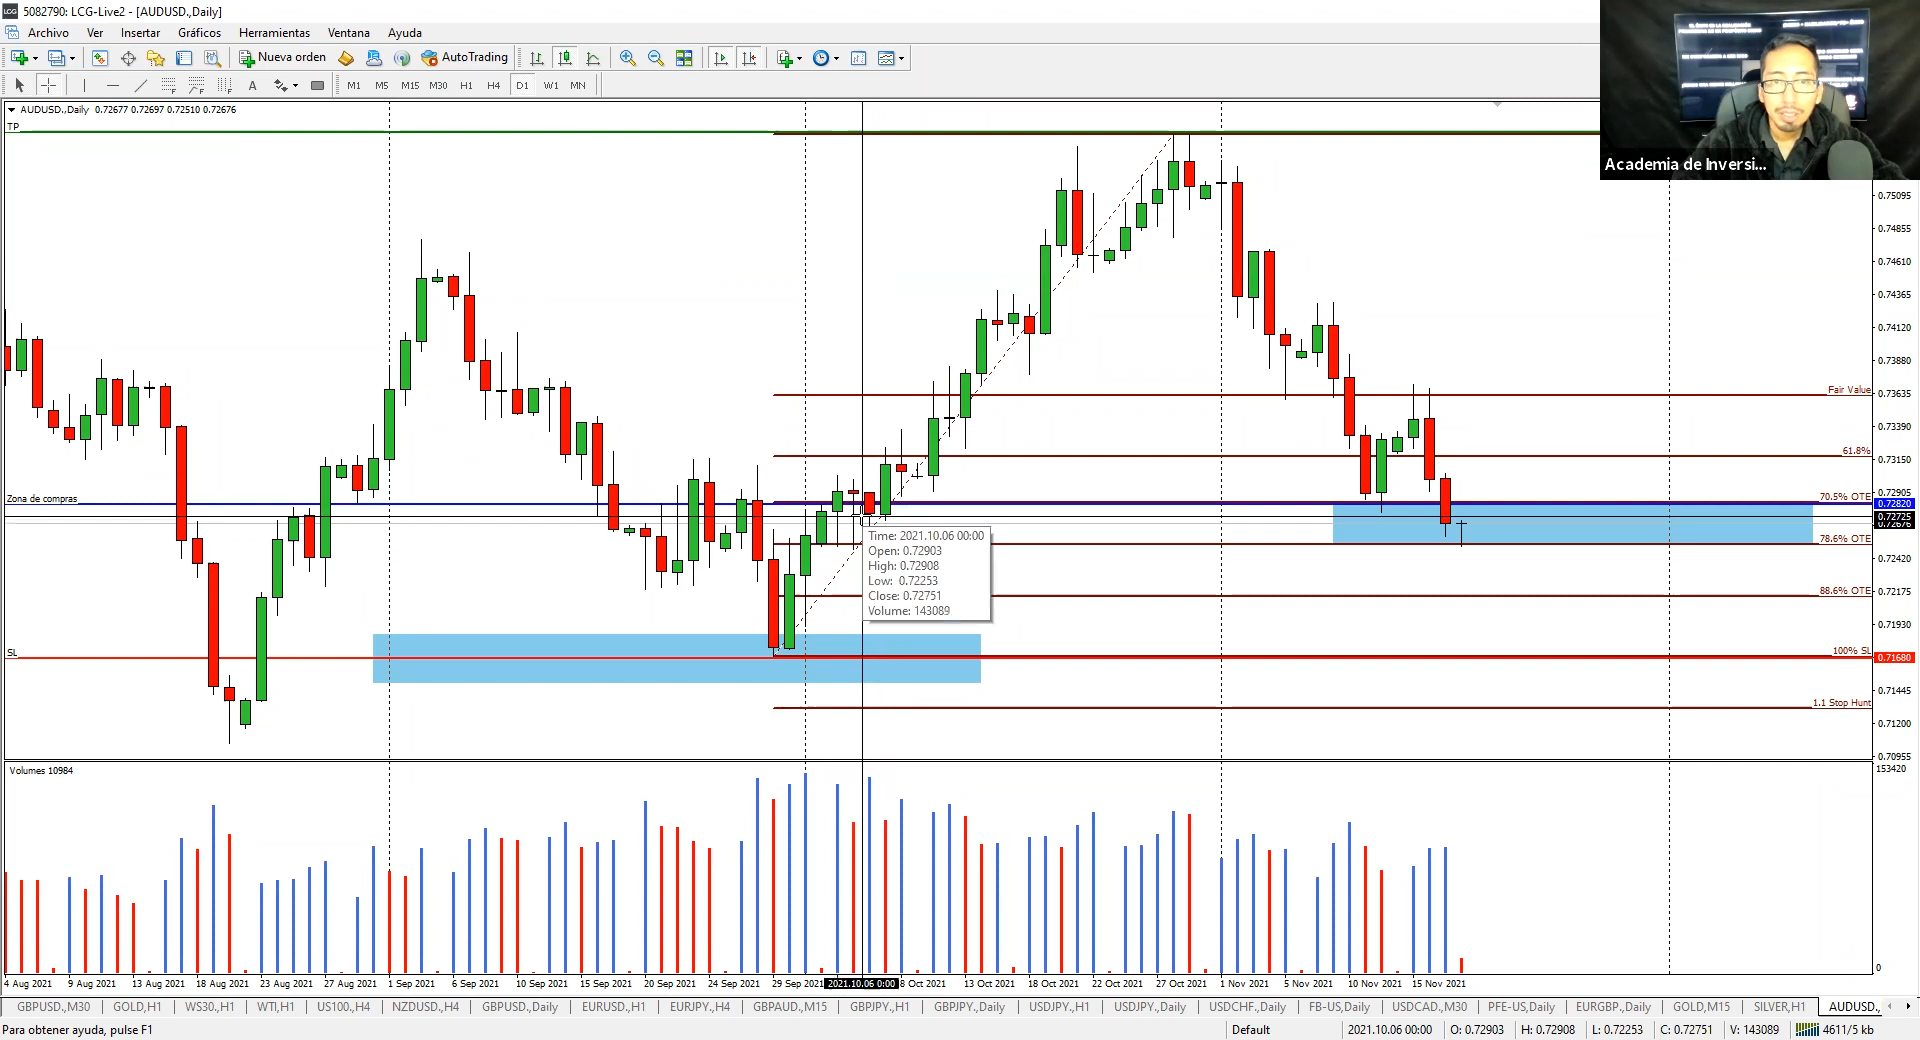 5082790: LCG-Live2 - [AUDUSD.,Daily]
Archivo Ver Insertar Gráficos Herramientas Ventana Ayuda
Nueva orden AutoTrading
A M1 M5 M15 M30 H1 H4 D1 W1 MN
AUDUSD.,Daily 0.72677 0.72697 0.72510 0.72676
TP
Academia de Inversi...
0.75095
0.74855
0.74610
0.74365
0.74120
0.73880
Fair Value
0.73635
0.73390
61.8%
0.73150
0.72905
Zona de compras
70.5% OTE
0.72820
0.72725
0.72676
78.6% OTE
0.72420
Time: 2021.10.06 00:00
Open: 0.72903
High: 0.72908
Low: 0.72253
Close: 0.72751
Volume: 143089
88.6% OTE
0.72175
0.71930
SL
100% SL
0.71680
0.71445
1.1 Stop Hunt
0.71200
0.70955
Volumes 10984
153420
0
4 Aug 2021 9 Aug 2021 13 Aug 2021 18 Aug 2021 23 Aug 2021 27 Aug 2021 1 Sep 2021 6 Sep 2021 10 Sep 2021 15 Sep 2021 20 Sep 2021 24 Sep 2021 29 Sep 2021 2021.10.06 0:00 8 Oct 2021 13 Oct 2021 18 Oct 2021 22 Oct 2021 27 Oct 2021 1 Nov 2021 5 Nov 2021 10 Nov 2021 15 Nov 2021
GBPUSD.,M30 GOLD,H1 WS30.,H1 WTI,H1 US100.,H4 NZDUSD.,H4 GBPUSD.,Daily EURUSD.,H1 EURJPY.,H4 GBPAUD.,M15 GBPJPY.,H1 GBPJPY.,Daily USDJPY.,H1 USDJPY.,Daily USDCHF.,Daily FB-US,Daily USDCAD.,M30 PFE-US,Daily EURGBP.,Daily GOLD,M15 SILVER,H1 AUDUSD.,
Para obtener ayuda, pulse F1 Default 2021.10.06 00:00 O: 0.72903 H: 0.72908 L: 0.72253 C: 0.72751 V: 143089 4611/5 kb